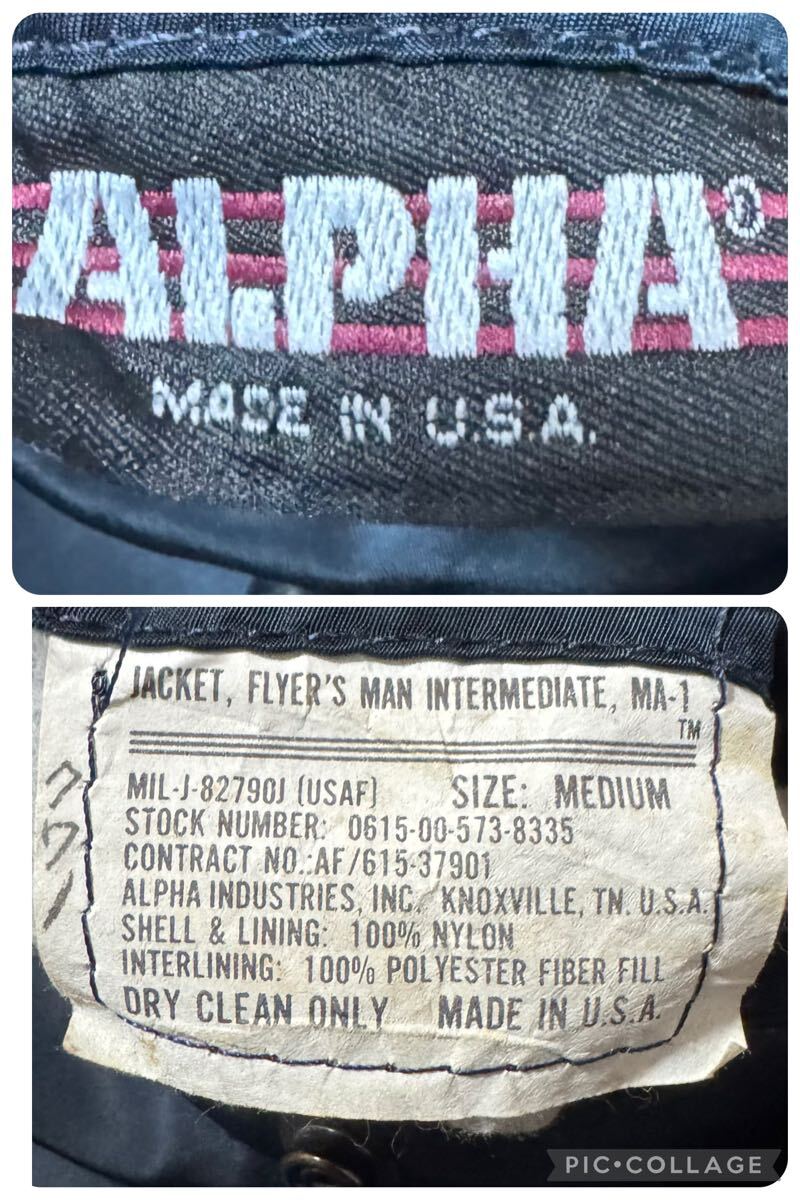 ALPHA®
MADE IN U.S.A.
JACKET, FLYER'S MAN INTERMEDIATE, MA-1
TM
MIL-J-82790J (USAF) SIZE: MEDIUM
STOCK NUMBER: 0615-00-573-8335
CONTRACT NO.:AF/615-37901
ALPHA INDUSTRIES, INC. KNOXVILLE, TN. U.S.A.
SHELL & LINING: 100% NYLON
INTERLINING: 100% POLYESTER FIBER FILL
DRY CLEAN ONLY MADE IN U.S.A.
PIC•COLLAGE